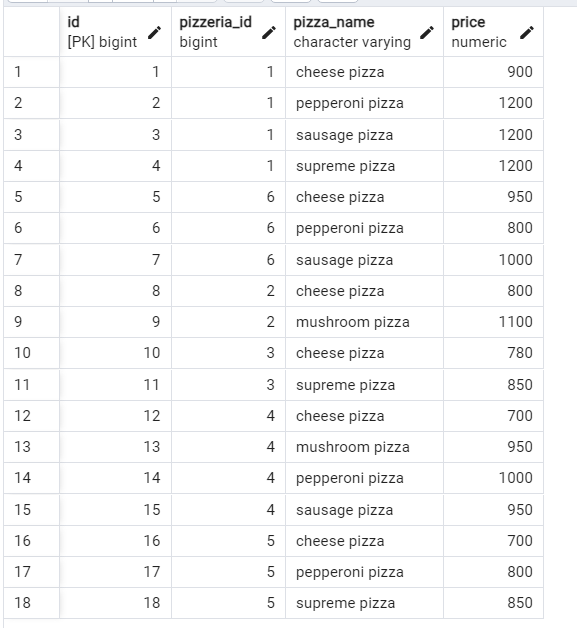 id pizzeria_id pizza_name price
[PK] bigint bigint character varying numeric
1 1 1 cheese pizza 900
2 2 1 pepperoni pizza 1200
3 3 1 sausage pizza 1200
4 4 1 supreme pizza 1200
5 5 6 cheese pizza 950
6 6 6 pepperoni pizza 800
7 7 6 sausage pizza 1000
8 8 2 cheese pizza 800
9 9 2 mushroom pizza 1100
10 10 3 cheese pizza 780
11 11 3 supreme pizza 850
12 12 4 cheese pizza 700
13 13 4 mushroom pizza 950
14 14 4 pepperoni pizza 1000
15 15 4 sausage pizza 950
16 16 5 cheese pizza 700
17 17 5 pepperoni pizza 800
18 18 5 supreme pizza 850